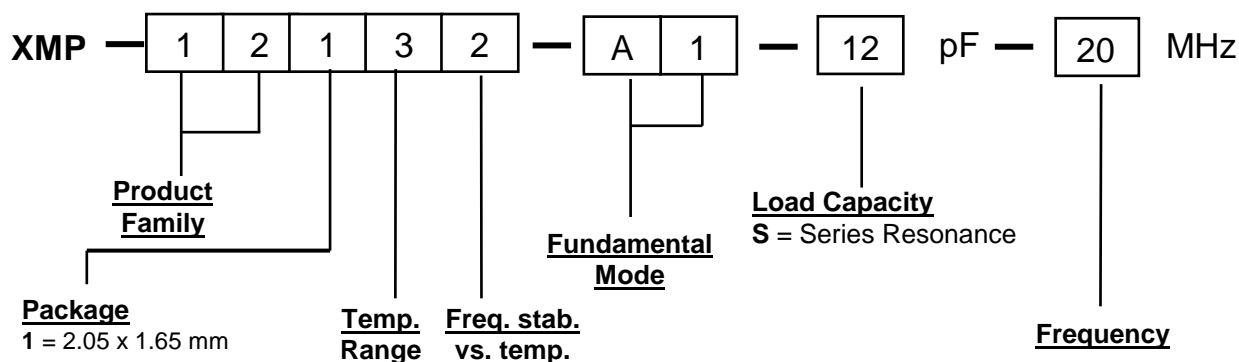 XMP — 1 2 1 3 2 — A 1 — 12 pF — 20 MHz
Product
Family
Package
1 = 2.05 x 1.65 mm
Temp.
Range
Freq. stab.
vs. temp.
Fundamental
Mode
Load Capacity
S = Series Resonance
Frequency